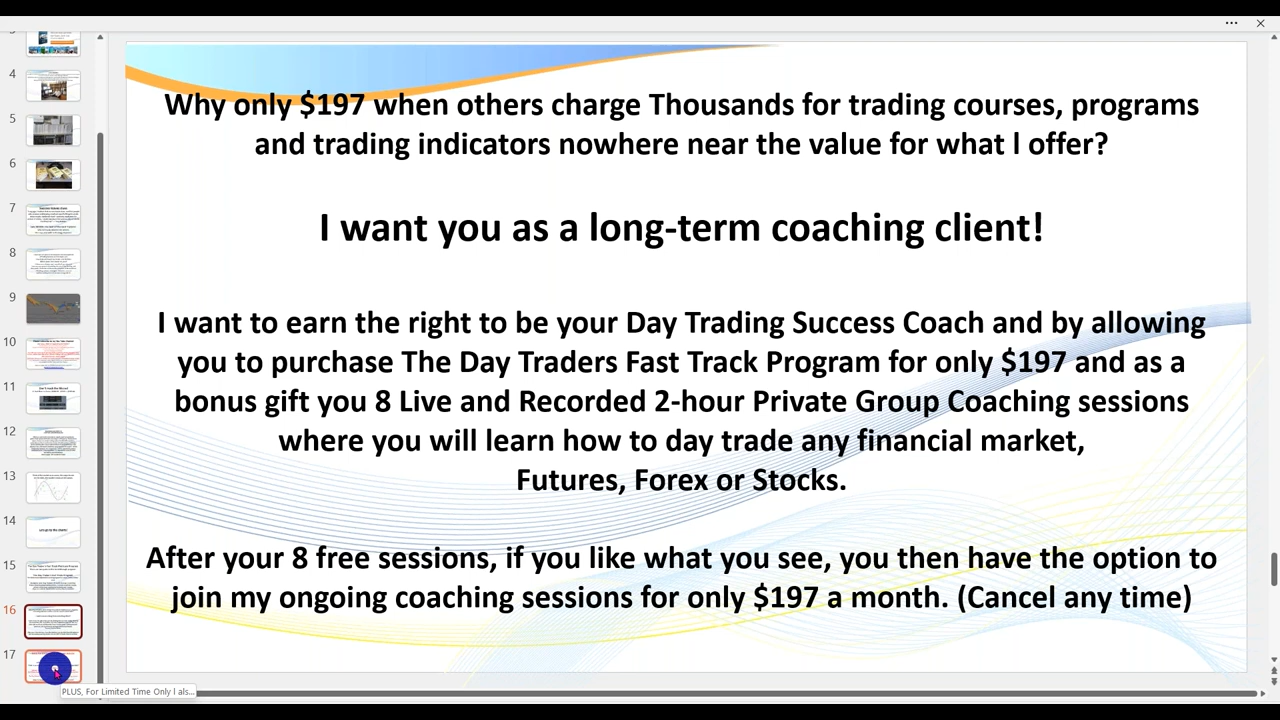 Why only $197 when others charge Thousands for trading courses, programs
and trading indicators nowhere near the value for what l offer?
I want you as a long-term coaching client!
I want to earn the right to be your Day Trading Success Coach and by allowing
you to purchase The Day Traders Fast Track Program for only $197 and as a
bonus gift you 8 Live and Recorded 2-hour Private Group Coaching sessions
where you will learn how to day trade any financial market,
Futures, Forex or Stocks.
After your 8 free sessions if you like what you see, you then have the option to
join my ongoing coaching sessions for only $197 a month. (Cancel any time)
5
6
7
8
9
10
11
12
13
14
15
16
17
PLUS, For Limited Time Only l als...